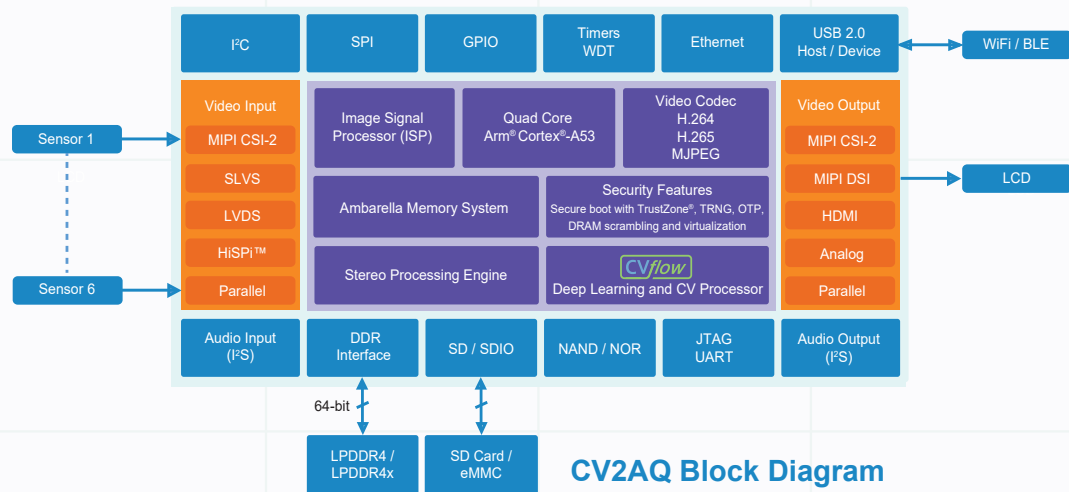 I²C
SPI
GPIO
Timers
WDT
Ethernet
USB 2.0
Host / Device
WiFi / BLE
Video Input
MIPI CSI-2
SLVS
LVDS
HiSPi™
Parallel
Sensor 1
Sensor 6
Image Signal
Processor (ISP)
Quad Core
Arm® Cortex®-A53
Video Codec
H.264
H.265
MJPEG
Ambarella Memory System
Security Features
Secure boot with TrustZone®, TRNG, OTP,
DRAM scrambling and virtualization
Stereo Processing Engine
CVflow
Deep Learning and CV Processor
Video Output
MIPI CSI-2
MIPI DSI
HDMI
Analog
Parallel
LCD
Audio Input
(I²S)
DDR
Interface
SD / SDIO
NAND / NOR
JTAG
UART
Audio Output
(I²S)
64-bit
LPDDR4 /
LPDDR4x
SD Card /
eMMC
CV2AQ Block Diagram